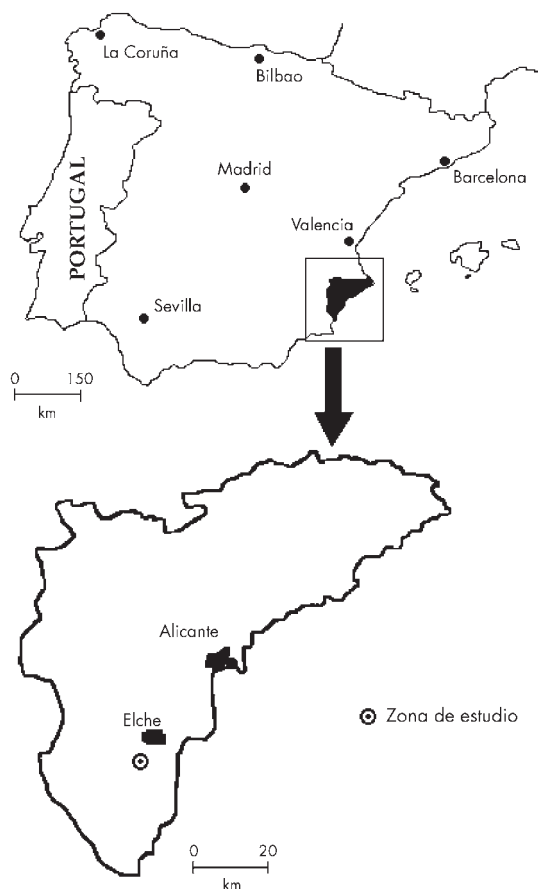 La Coruña
Bilbao
Madrid
Barcelona
PORTUGAL
Valencia
Sevilla
0 150
km
Alicante
Elche
Zona de estudio
0 20
km